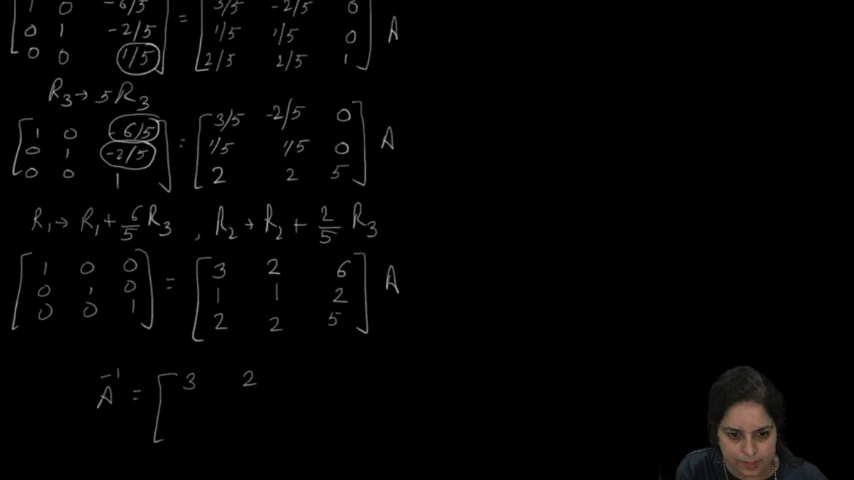 1 0 -6/5 = 3/5 -2/5 0
0 1 -2/5 1/5 1/5 0 A
0 0 1/5 2/5 2/5 1
R₃ → 5R₃
1 0 -6/5 = 3/5 -2/5 0
0 1 -2/5 1/5 1/5 0 A
0 0 1 2 2 5
R₁ → R₁ + 6/5 R₃ , R₂ → R₂ + 2/5 R₃
1 0 0 = 3 2 6
0 1 0 1 1 2 A
0 0 1 2 2 5
A⁻¹ = [ 3 2